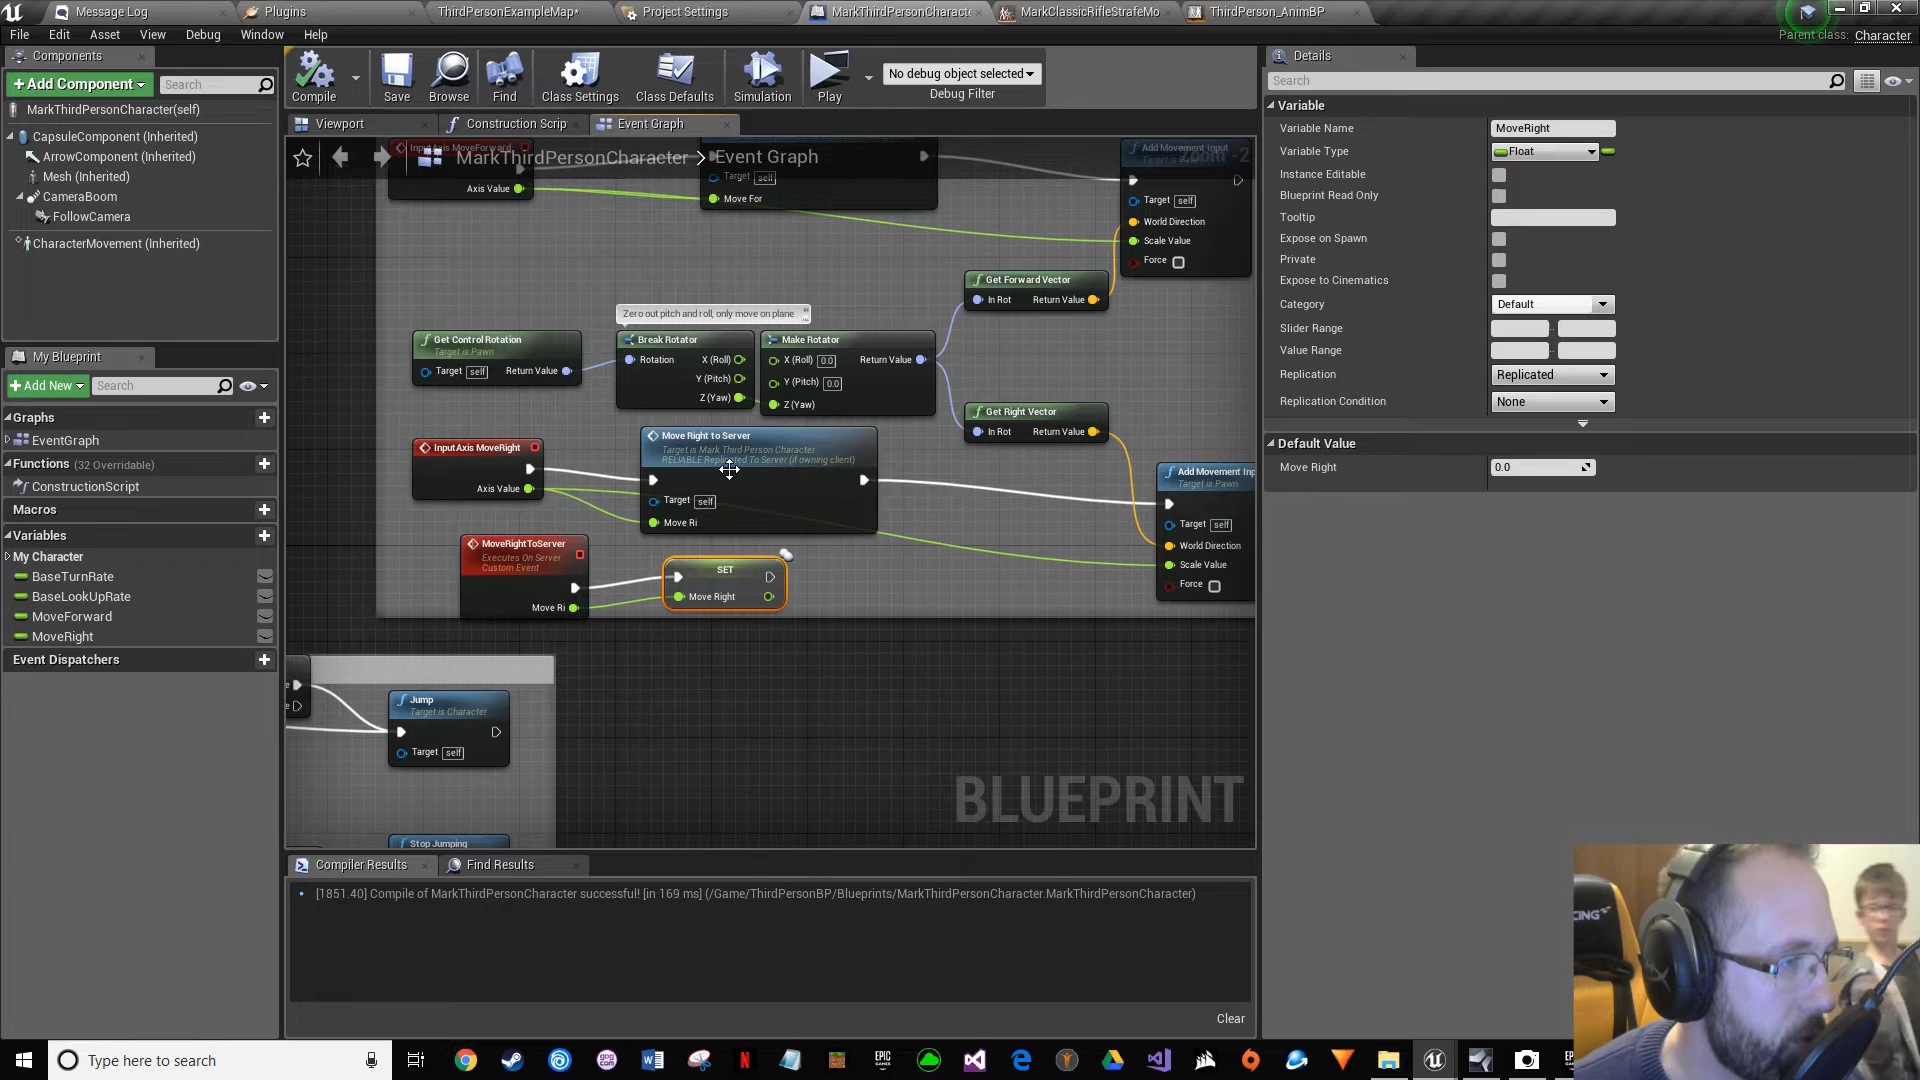 Message Log
Plugins
ThirdPersonExampleMap*
Project Settings
MarkThirdPersonCharacte
MarkClassicRifleStrafeMo
ThirdPerson_AnimBP
File
Edit
Asset
View
Debug
Window
Help
Parent class: Character
Components
+Add Component
Search
MarkThirdPersonCharacter(self)
CapsuleComponent (Inherited)
ArrowComponent (Inherited)
Mesh (Inherited)
CameraBoom
FollowCamera
CharacterMovement (Inherited)
My Blueprint
+Add New
Search
Graphs
EventGraph
Functions (32 Overridable)
ConstructionScript
Macros
Variables
My Character
BaseTurnRate
BaseLookUpRate
MoveForward
MoveRight
Event Dispatchers
Compile
Save
Browse
Find
Class Settings
Class Defaults
Simulation
Play
No debug object selected
Debug Filter
Viewport
Construction Scrip
Event Graph
MarkThirdPersonCharacter > Event Graph
Zoom -2
InputAxis MoveForward
Axis Value
Target self
Move For
Add Movement Input
Target is Pawn
Target self
World Direction
Scale Value
Force
Get Forward Vector
In Rot Return Value
Zero out pitch and roll, only move on plane
Get Control Rotation
Target is Pawn
Target self Return Value
Break Rotator
Rotation X (Roll)
Y (Pitch)
Z (Yaw)
Make Rotator
X (Roll) 0.0 Return Value
Y (Pitch) 0.0
Z (Yaw)
Get Right Vector
In Rot Return Value
InputAxis MoveRight
Axis Value
Move Right to Server
Target is Mark Third Person Character
RELIABLE Replicated To Server (if owning client)
Target self
Move Ri
Add Movement Inp
Target is Pawn
Target self
World Direction
Scale Value
Force
MoveRightToServer
Executes On Server
Custom Event
Move Ri
SET
Move Right
Jump
Target is Character
Target self
Stop Jumping
BLUEPRINT
Compiler Results
Find Results
[1851.40] Compile of MarkThirdPersonCharacter successful! [in 169 ms] (/Game/ThirdPersonBP/Blueprints/MarkThirdPersonCharacter.MarkThirdPersonCharacter)
Clear
Details
Search
Variable
Variable Name MoveRight
Variable Type Float
Instance Editable
Blueprint Read Only
Tooltip
Expose on Spawn
Private
Expose to Cinematics
Category Default
Slider Range
Value Range
Replication Replicated
Replication Condition None
Default Value
Move Right 0.0
Type here to search